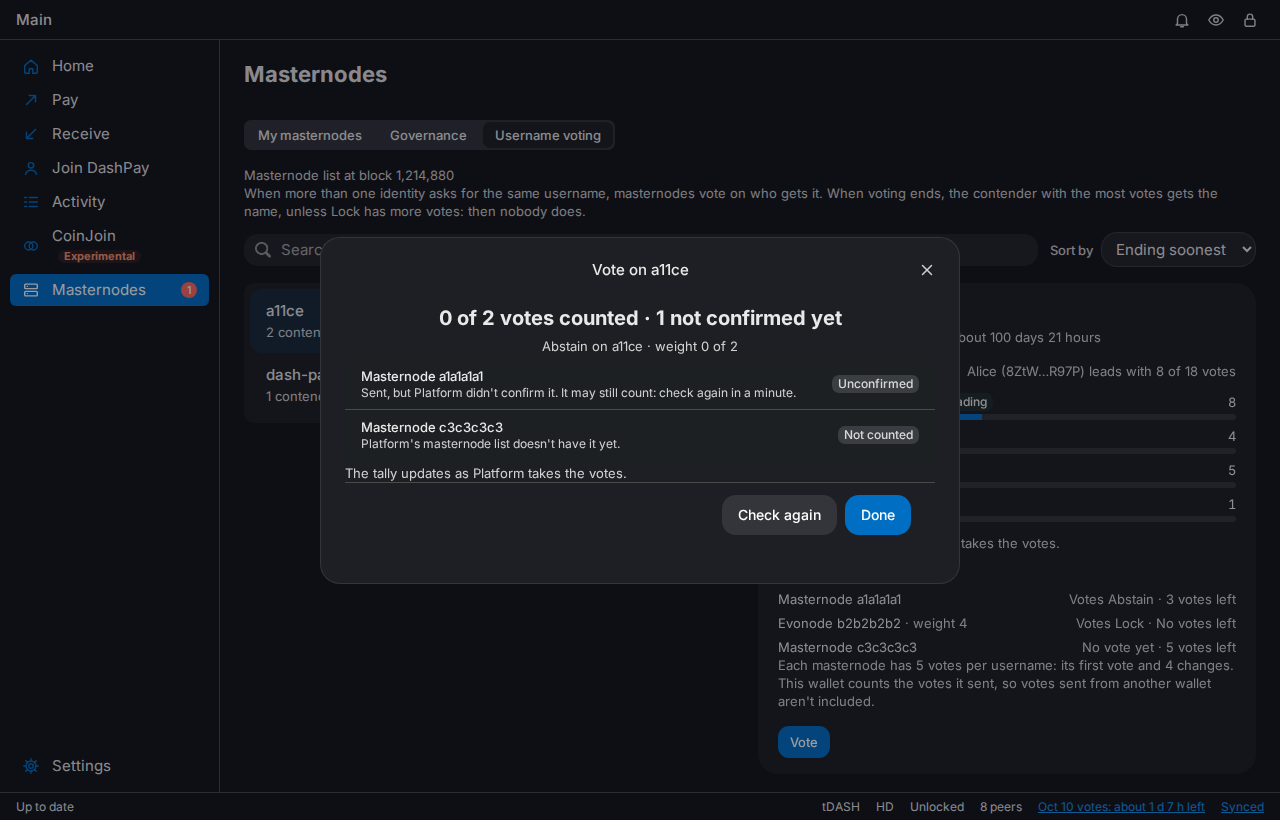 Main
Home
Pay
Receive
Join DashPay
Activity
CoinJoin
Experimental
Masternodes
1
Settings
Masternodes
My masternodes
Governance
Username voting
Masternode list at block 1,214,880
When more than one identity asks for the same username, masternodes vote on who gets it. When voting ends, the contender with the most votes gets the
name, unless Lock has more votes: then nobody does.
Sort by
Ending soonest
a11ce
2
1
100 days 21 hours
Alice (8ZtW...R97P) leads with 8 of 18 votes
8
4
5
1
takes the votes.
Vote on a11ce
0 of 2 votes counted · 1 not confirmed yet
Abstain on a11ce · weight 0 of 2
Masternode a1a1a1a1
Sent, but Platform didn't confirm it. It may still count: check again in a minute.
Unconfirmed
Masternode c3c3c3c3
Platform's masternode list doesn't have it yet.
Not counted
The tally updates as Platform takes the votes.
Check again
Done
Masternode a1a1a1a1
Votes Abstain · 3 votes left
Evonode b2b2b2b2 · weight 4
Votes Lock · No votes left
Masternode c3c3c3c3
No vote yet · 5 votes left
Each masternode has 5 votes per username: its first vote and 4 changes.
This wallet counts the votes it sent, so votes sent from another wallet
aren't included.
Vote
Up to date
tDASH
HD
Unlocked
8 peers
Oct 10 votes: about 1 d 7 h left
Synced